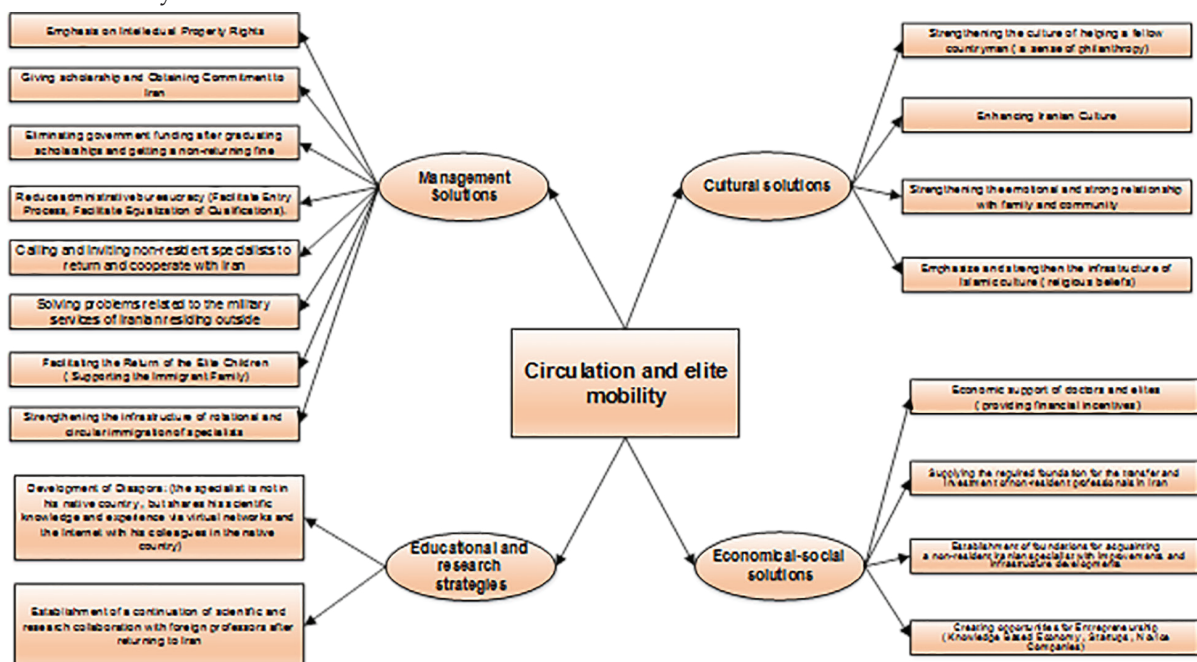 Emphasis on Intellectual Property Rights
Giving scholarship and Obtaining Commitment to
Iran
Eliminating government funding after graduating
scholarships and getting a non-returning fine
Reduce administrative bureaucracy (Facilitate Entry
Process, Facilitate Equalization of Qualifications).
Calling and inviting non-resident specialists to
return and cooperate with Iran
Solving problems related to the military
services of Iranian residing outside
Facilitating the Return of the Elite Children
( Supporting the Immigrant Family)
Strengthening the infrastructure of rotational and
circular immigration of specialists
Management
Solutions
Cultural solutions
Strengthening the culture of helping a fellow
countryman ( a sense of philanthropy)
Enhancing Iranian Culture
Strengthening the emotional and strong relationship
with family and community
Emphasize and strengthen the infrastructure of
Islamic culture ( religious beliefs)
Circulation and elite
mobility
Development of Diaspora: (the specialist is not in
his native country, but shares his scientific
knowledge and experience via virtual networks and
the Internet with his colleagues in the native
country)
Establishment of a continuation of scientific and
research collaboration with foreign professors after
returning to Iran
Educational and
research
strategies
Economical-social
solutions
Economic support of doctors and elites
( providing financial incentives)
Supplying the required foundation for the transfer and
investment of non-resident professionals in Iran
Establishment of foundations for acquainting
a non-resident Iranian specialist with improvements and
infrastructure developments
Creating opportunities for Entrepreneurship
( Knowledge Based Economy, Startups,
Companies)